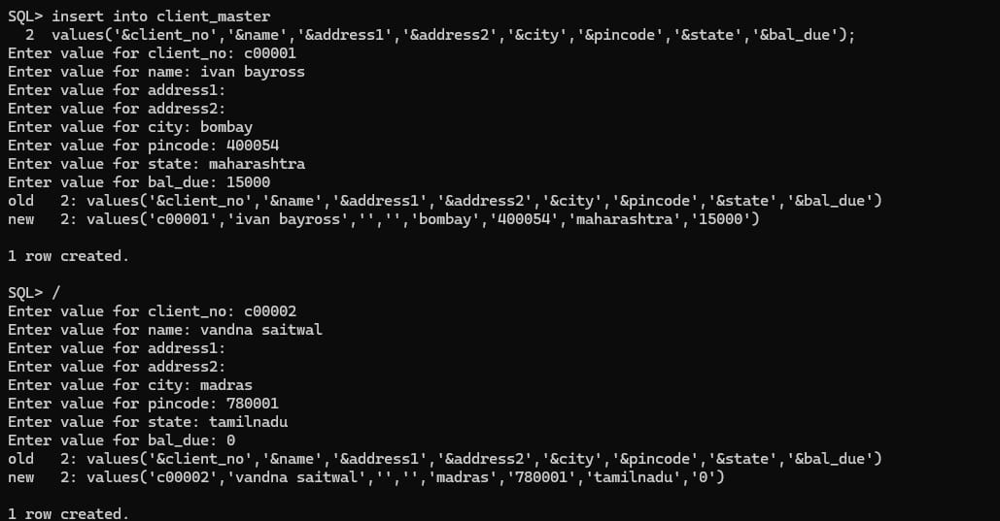 SQL> insert into client_master
  2  values('&client_no','&name','&address1','&address2','&city','&pincode','&state','&bal_due');
Enter value for client_no: c00001
Enter value for name: ivan bayross
Enter value for address1:
Enter value for address2:
Enter value for city: bombay
Enter value for pincode: 400054
Enter value for state: maharashtra
Enter value for bal_due: 15000
old   2: values('&client_no','&name','&address1','&address2','&city','&pincode','&state','&bal_due')
new   2: values('c00001','ivan bayross','','','bombay','400054','maharashtra','15000')

1 row created.

SQL> /
Enter value for client_no: c00002
Enter value for name: vandna saitwal
Enter value for address1:
Enter value for address2:
Enter value for city: madras
Enter value for pincode: 780001
Enter value for state: tamilnadu
Enter value for bal_due: 0
old   2: values('&client_no','&name','&address1','&address2','&city','&pincode','&state','&bal_due')
new   2: values('c00002','vandna saitwal','','','madras','780001','tamilnadu','0')

1 row created.